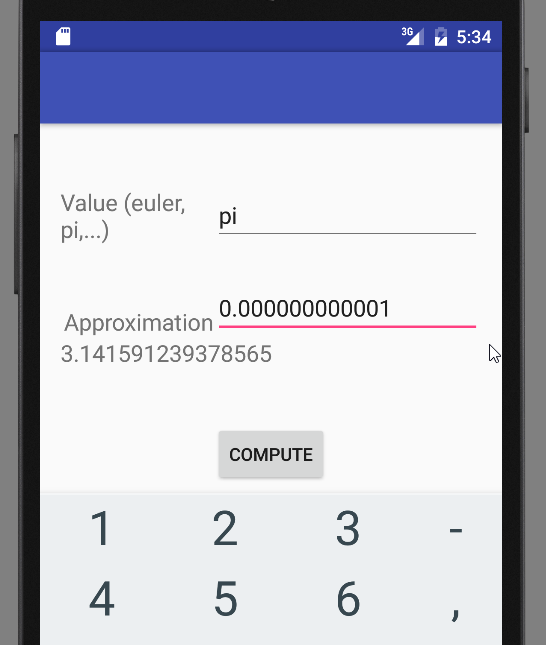 3G 5:34
Value (euler,
pi,...)
pi
0.000000000001
Approximation
3.141591239378565
COMPUTE
1 2 3 -
4 5 6 ,